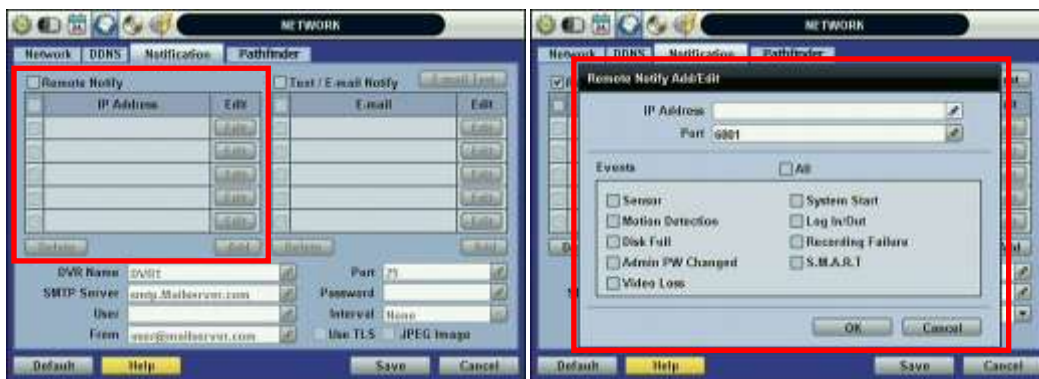 NETWORK
Network DDNS Notification Pathfinder
Remote Notify
Text / E-mail Notify
E-mail Test
IP Address Edit
E-mail Edit
Edit Edit
Edit Edit
Edit Edit
Edit Edit
Edit Edit
Delete Add Delete Add
DVR Name DVR1 Port 25
SMTP Server smtp.Mailserver.com Password
User Interval None
From user@mailserver.com Use TLS JPEG Image
Default Help Save Cancel
NETWORK
Network DDNS Notification Pathfinder
Remote Notify Add/Edit
IP Address
Port 6801
Events All
Sensor System Start
Motion Detection Log In/Out
Disk Full Recording Failure
Admin PW Changed S.M.A.R.T
Video Loss
OK Cancel
Default Help Save Cancel